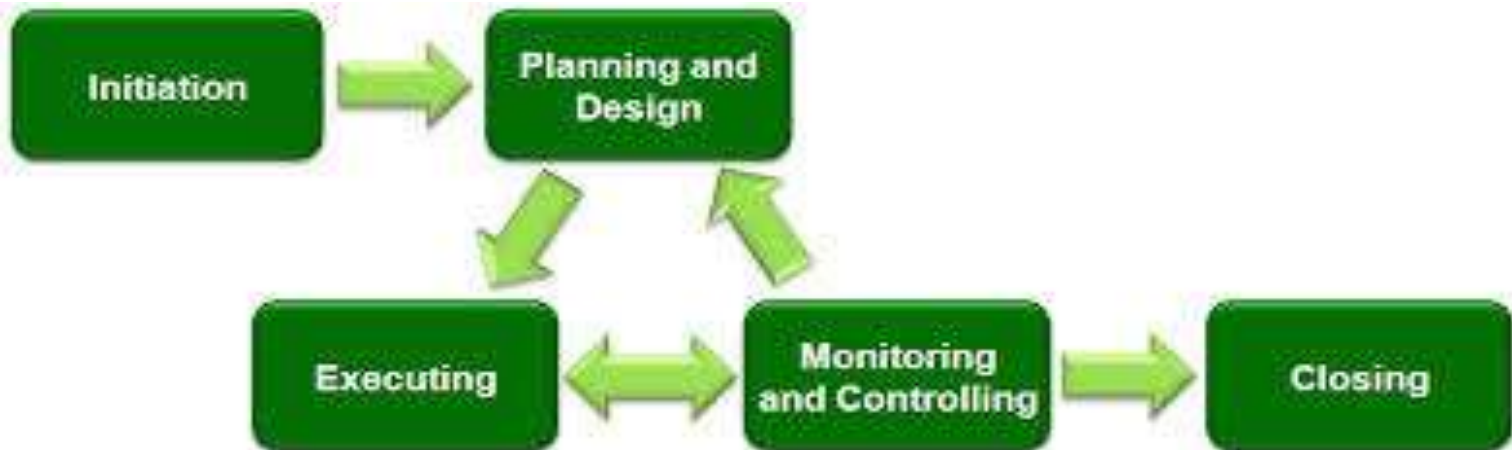 Initiation
Planning and
Design
Executing
Monitoring
and Controlling
Closing